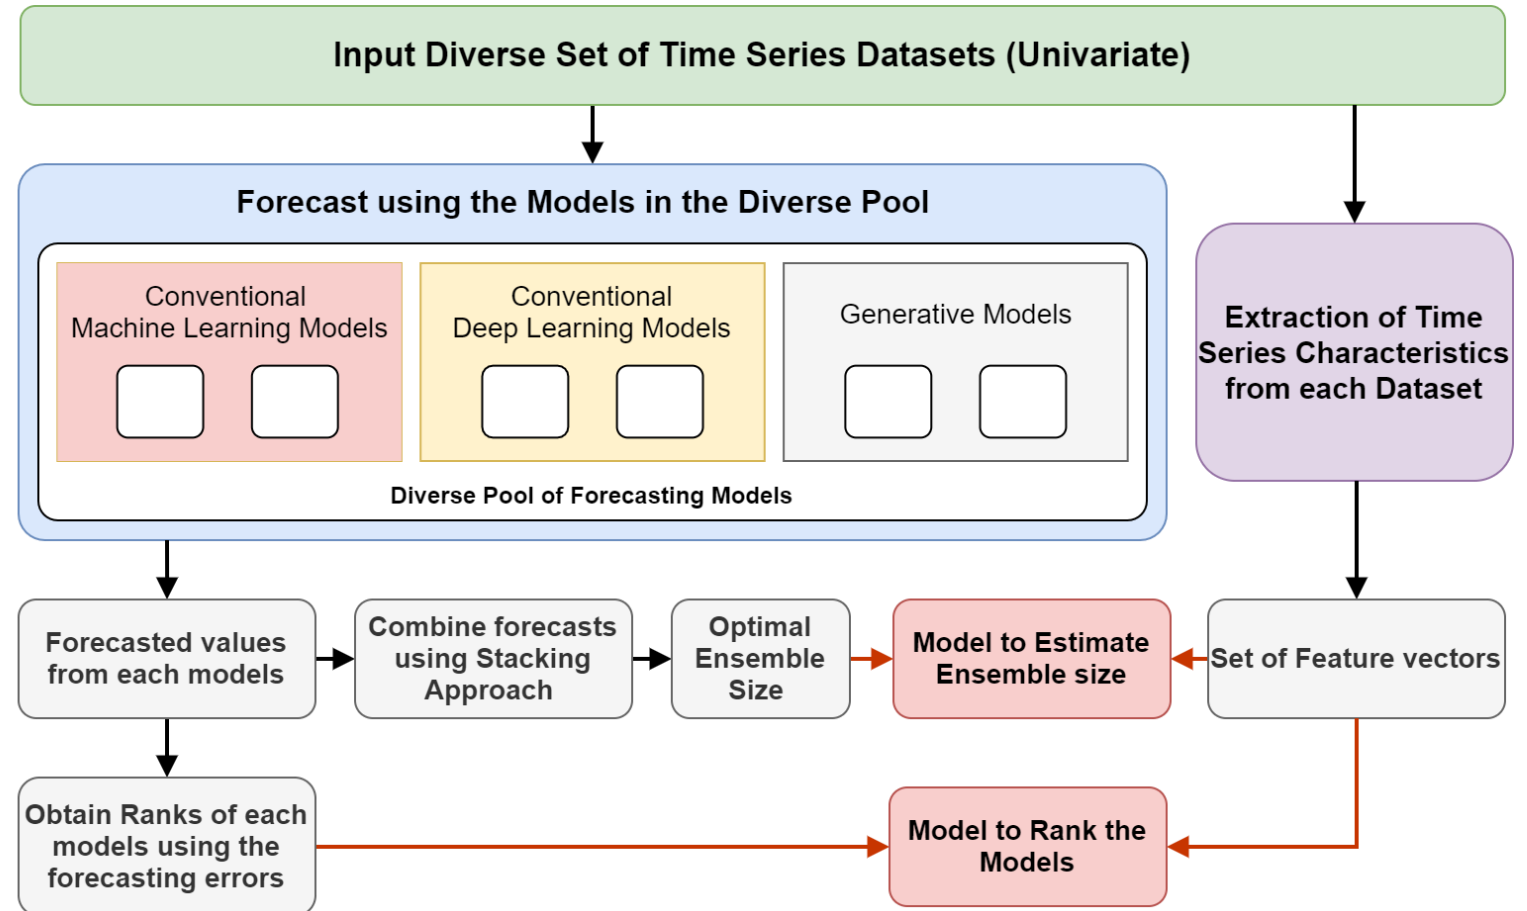 Input Diverse Set of Time Series Datasets (Univariate)
Forecast using the Models in the Diverse Pool
Conventional
Machine Learning Models
Conventional
Deep Learning Models
Generative Models
Diverse Pool of Forecasting Models
Extraction of Time
Series Characteristics
from each Dataset
Forecasted values
from each models
Combine forecasts
using Stacking
Approach
Optimal
Ensemble
Size
Model to Estimate
Ensemble size
Set of Feature vectors
Obtain Ranks of each
models using the
forecasting errors
Model to Rank the
Models